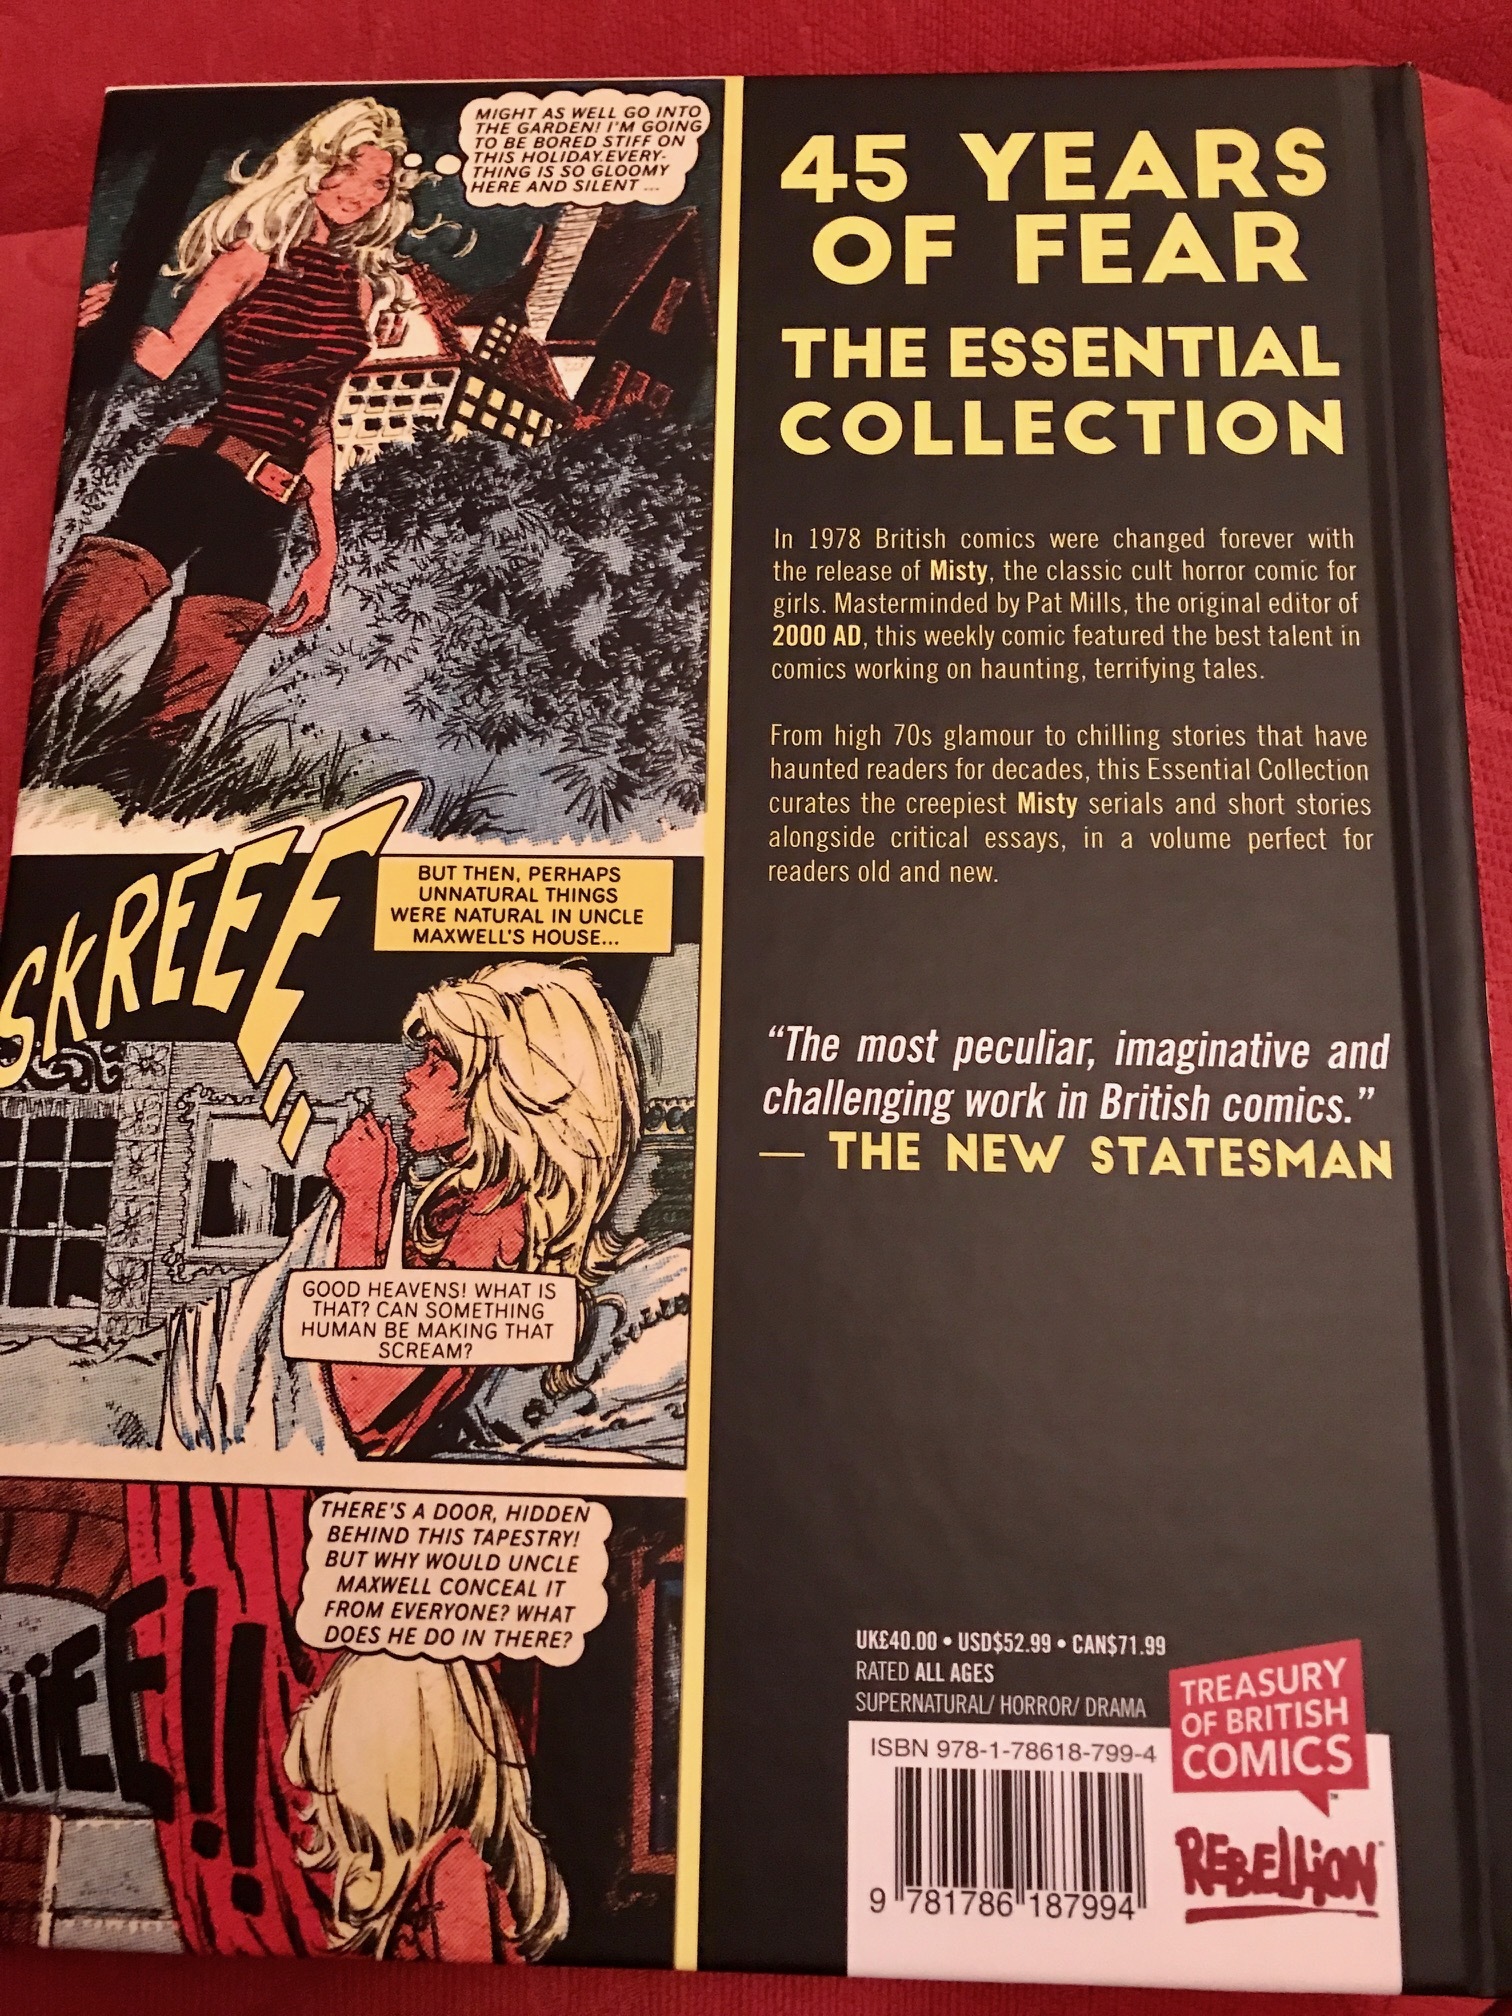 MIGHT AS WELL GO INTO
THE GARDEN! I'M GOING
TO BE BORED STIFF ON
THIS HOLIDAY. EVERY-
THING IS SO GLOOMY
HERE AND SILENT ...
SKREEE
BUT THEN, PERHAPS
UNNATURAL THINGS
WERE NATURAL IN UNCLE
MAXWELL'S HOUSE...
GOOD HEAVENS! WHAT IS
THAT? CAN SOMETHING
HUMAN BE MAKING THAT
SCREAM?
THERE'S A DOOR, HIDDEN
BEHIND THIS TAPESTRY!
BUT WHY WOULD UNCLE
MAXWELL CONCEAL IT
FROM EVERYONE? WHAT
DOES HE DO IN THERE?
45 YEARS
OF FEAR
THE ESSENTIAL
COLLECTION
In 1978 British comics were changed forever with
the release of Misty, the classic cult horror comic for
girls. Masterminded by Pat Mills, the original editor of
2000 AD, this weekly comic featured the best talent in
comics working on haunting, terrifying tales.
From high 70s glamour to chilling stories that have
haunted readers for decades, this Essential Collection
curates the creepiest Misty serials and short stories
alongside critical essays, in a volume perfect for
readers old and new.
“The most peculiar, imaginative and
challenging work in British comics.”
— THE NEW STATESMAN
UK£40.00 • USD$52.99 • CAN$71.99
RATED ALL AGES
SUPERNATURAL/ HORROR/ DRAMA
ISBN 978-1-78618-799-4
9 781786 187994
TREASURY
OF BRITISH
COMICS
™
REBELLION